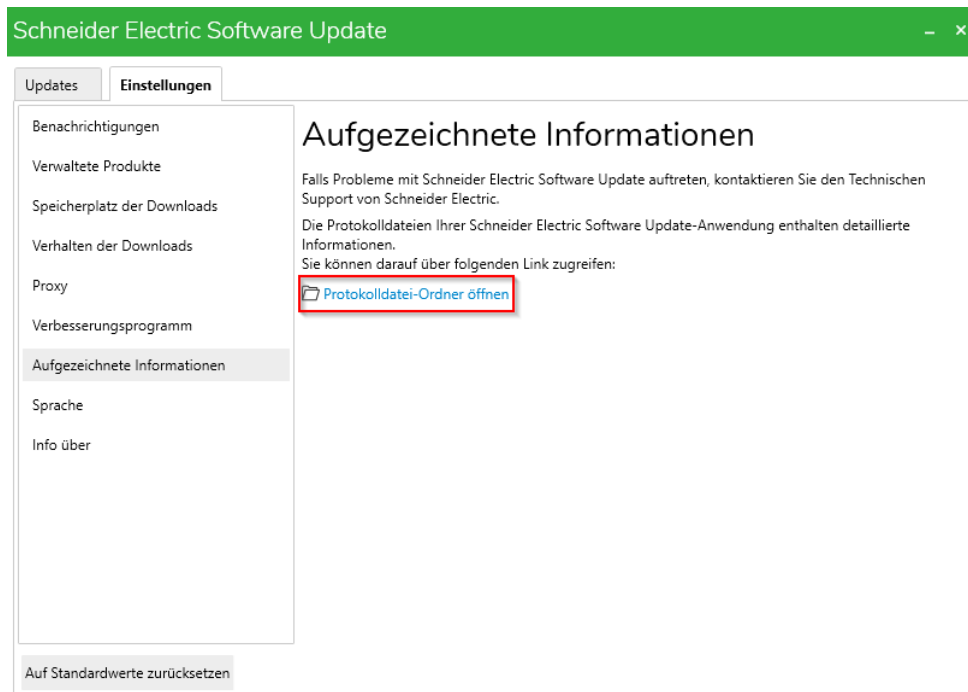 Schneider Electric Software Update
Updates
Einstellungen
Benachrichtigungen
Verwaltete Produkte
Speicherplatz der Downloads
Verhalten der Downloads
Proxy
Verbesserungsprogramm
Aufgezeichnete Informationen
Sprache
Info über
Aufgezeichnete Informationen
Falls Probleme mit Schneider Electric Software Update auftreten, kontaktieren Sie den Technischen
Support von Schneider Electric.
Die Protokolldateien Ihrer Schneider Electric Software Update-Anwendung enthalten detaillierte
Informationen.
Sie können darauf über folgenden Link zugreifen:
Protokolldatei-Ordner öffnen
Auf Standardwerte zurücksetzen